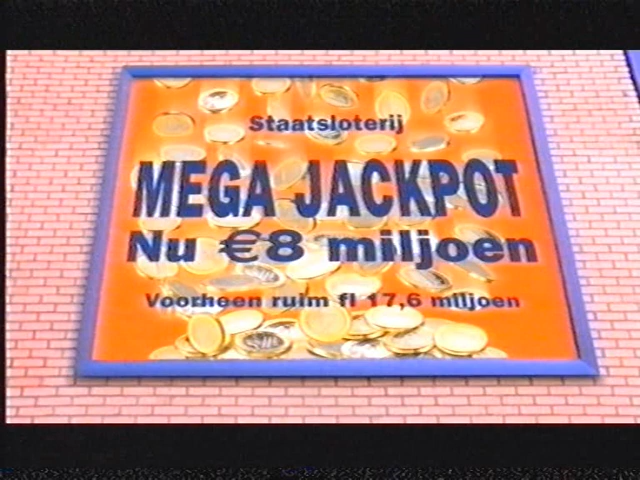 Staatsloterij
MEGA JACKPOT
Nu €8 miljoen
Voorheen ruim fl 17,6 miljoen